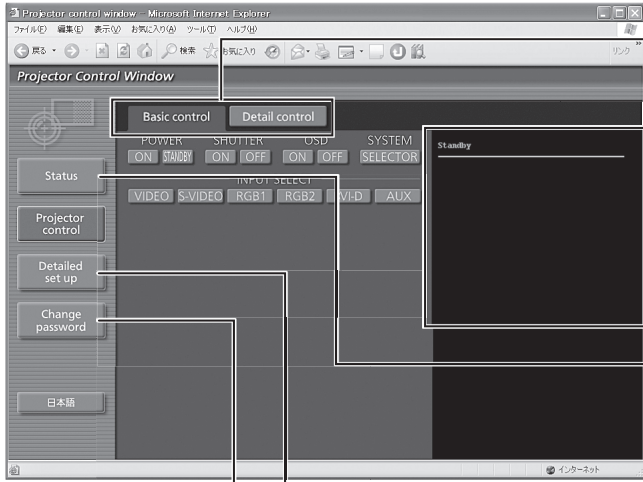 Projector control window - Microsoft Internet Explorer
ファイル(F) 編集(E) 表示(V) お気に入り(A) ツール(T) ヘルプ(H)
戻る 検索 お気に入り リンク »
Projector Control Window
Basic control Detail control
POWER SHUTTER OSD SYSTEM
ON STANDBY ON OFF ON OFF SELECTOR
INPUT SELECT
VIDEO S-VIDEO RGB1 RGB2 DVI-D AUX
Standby
Status
Projector
control
Detailed
set up
Change
password
日本語
インターネット